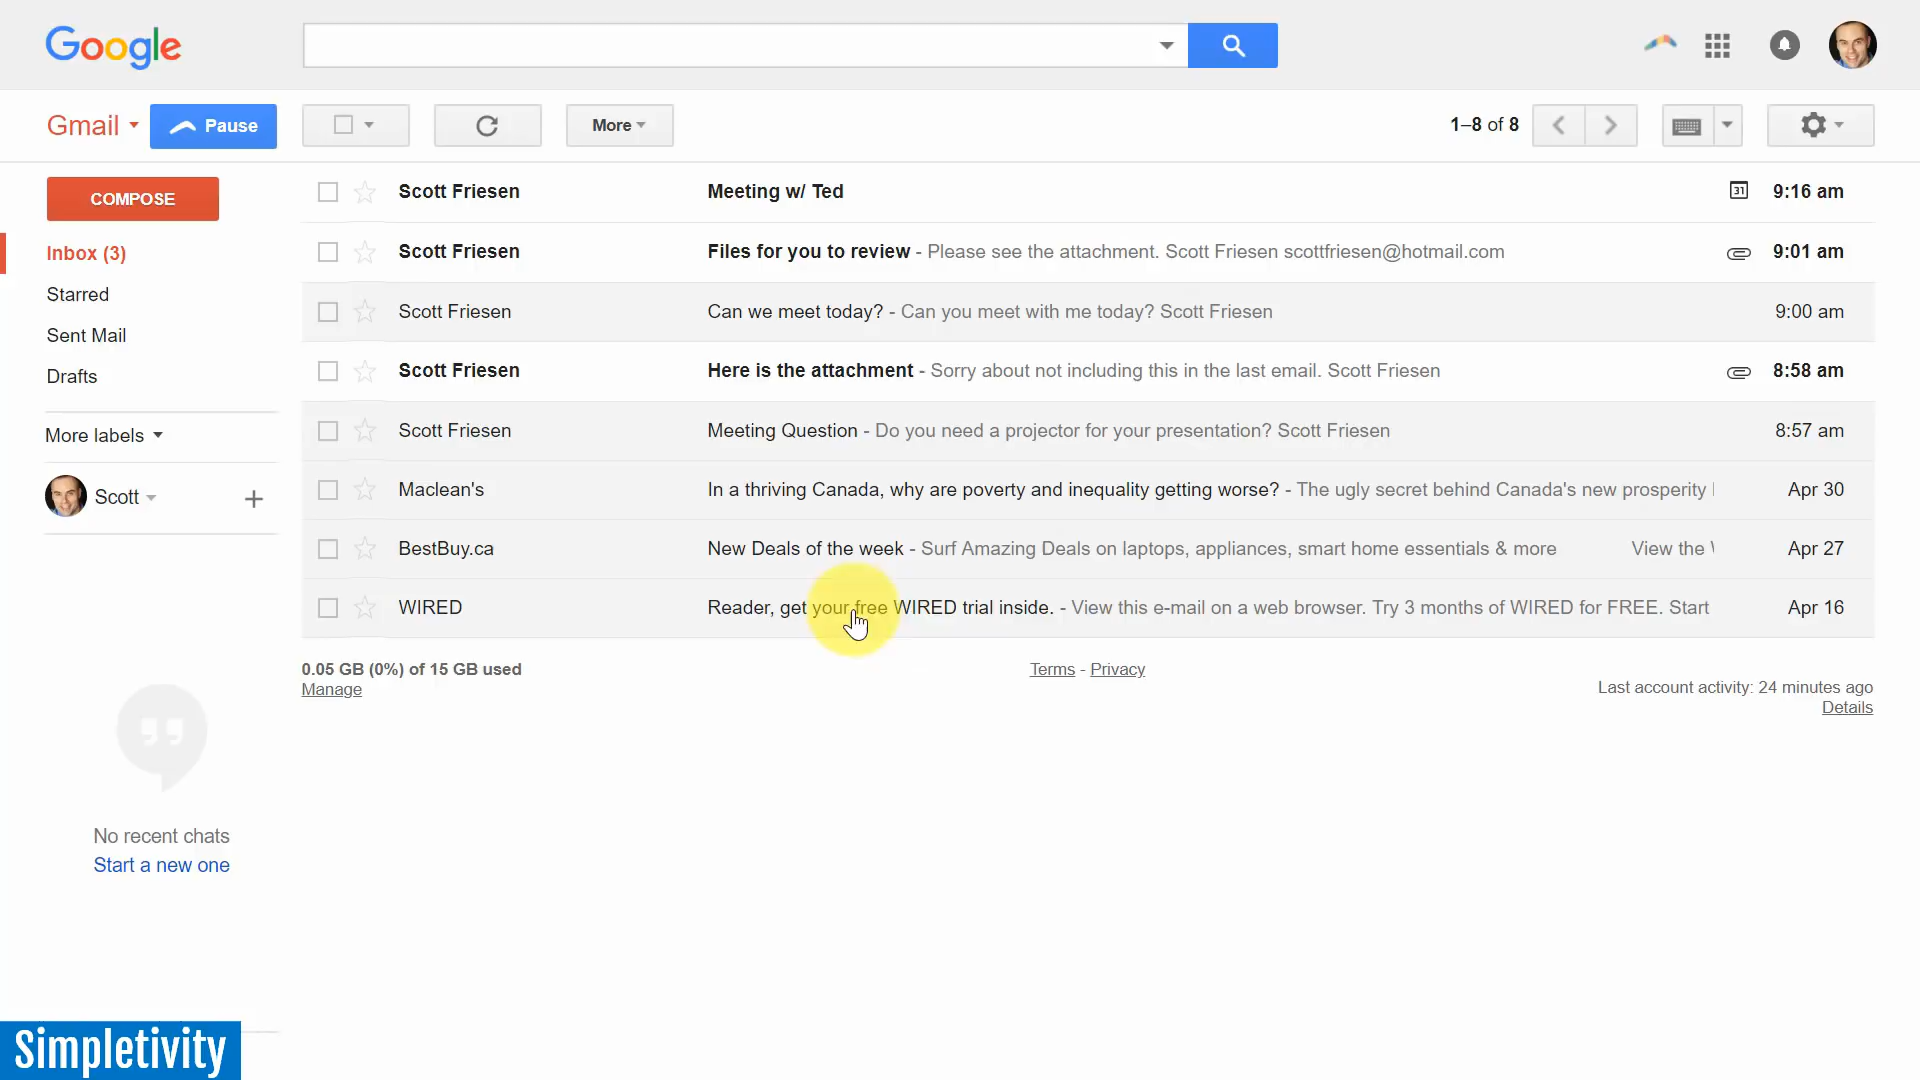 Google
Gmail Pause More 1–8 of 8
COMPOSE
Inbox (3)
Starred
Sent Mail
Drafts
More labels
Scott
No recent chats
Start a new one
Scott Friesen Meeting w/ Ted 31 9:16 am
Scott Friesen Files for you to review - Please see the attachment. Scott Friesen scottfriesen@hotmail.com 9:01 am
Scott Friesen Can we meet today? - Can you meet with me today? Scott Friesen 9:00 am
Scott Friesen Here is the attachment - Sorry about not including this in the last email. Scott Friesen 8:58 am
Scott Friesen Meeting Question - Do you need a projector for your presentation? Scott Friesen 8:57 am
Maclean's In a thriving Canada, why are poverty and inequality getting worse? - The ugly secret behind Canada's new prosperity Apr 30
BestBuy.ca New Deals of the week - Surf Amazing Deals on laptops, appliances, smart home essentials & more View the Apr 27
WIRED Reader, get your free WIRED trial inside. - View this e-mail on a web browser. Try 3 months of WIRED for FREE. Start Apr 16
0.05 GB (0%) of 15 GB used
Manage
Terms - Privacy
Last account activity: 24 minutes ago
Details
Simpletivity